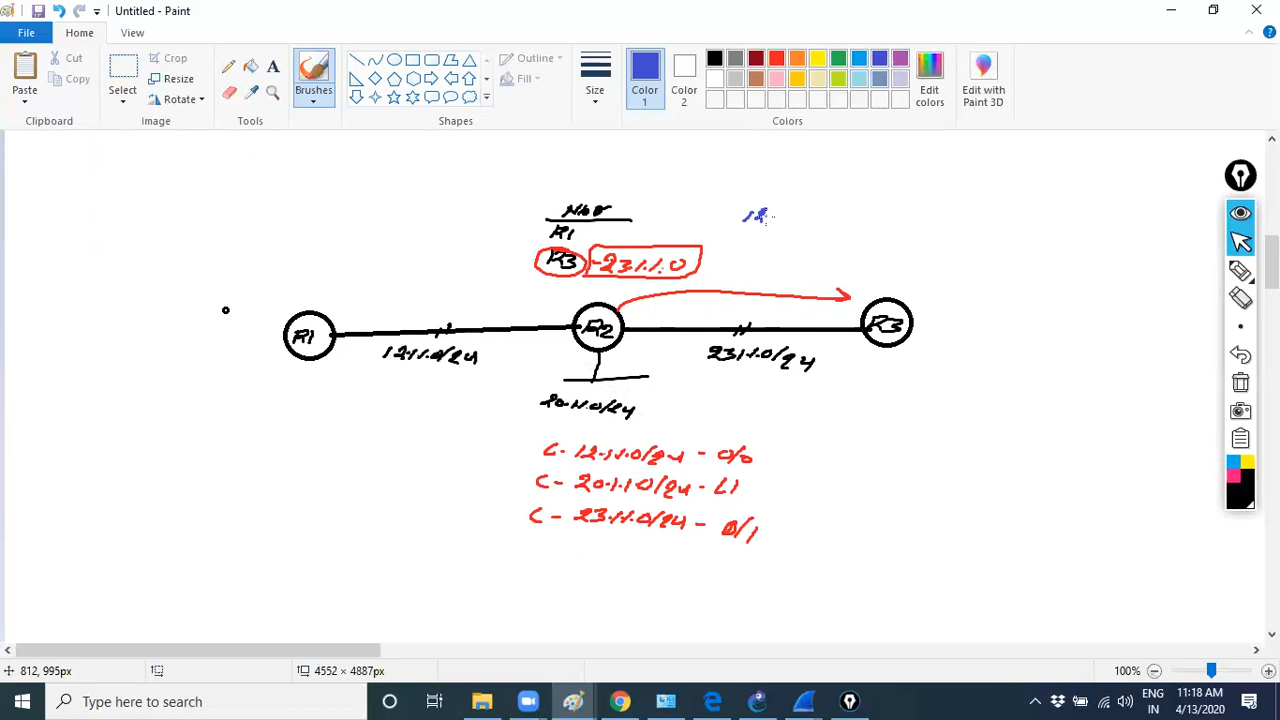 Untitled - Paint
File Home View
Paste Cut Copy
Clipboard
Select Crop Resize Rotate
Image
A
Tools
Brushes
Outline Fill
Shapes
Size
Color 1
Color 2
Edit colors
Edit with Paint 3D
Colors
Nbr
R1
R3 - 23.1.1.0
R1 R2 R3
12.1.1.0/24 23.1.1.0/24
20.1.1.0/24
C - 12.1.1.0/24 - 0/0
C - 20.1.1.0/24 - L1
C - 23.1.1.0/24 - 0/1
812, 995px 4552 × 4887px 100%
Type here to search
ENG IN
11:18 AM
4/13/2020